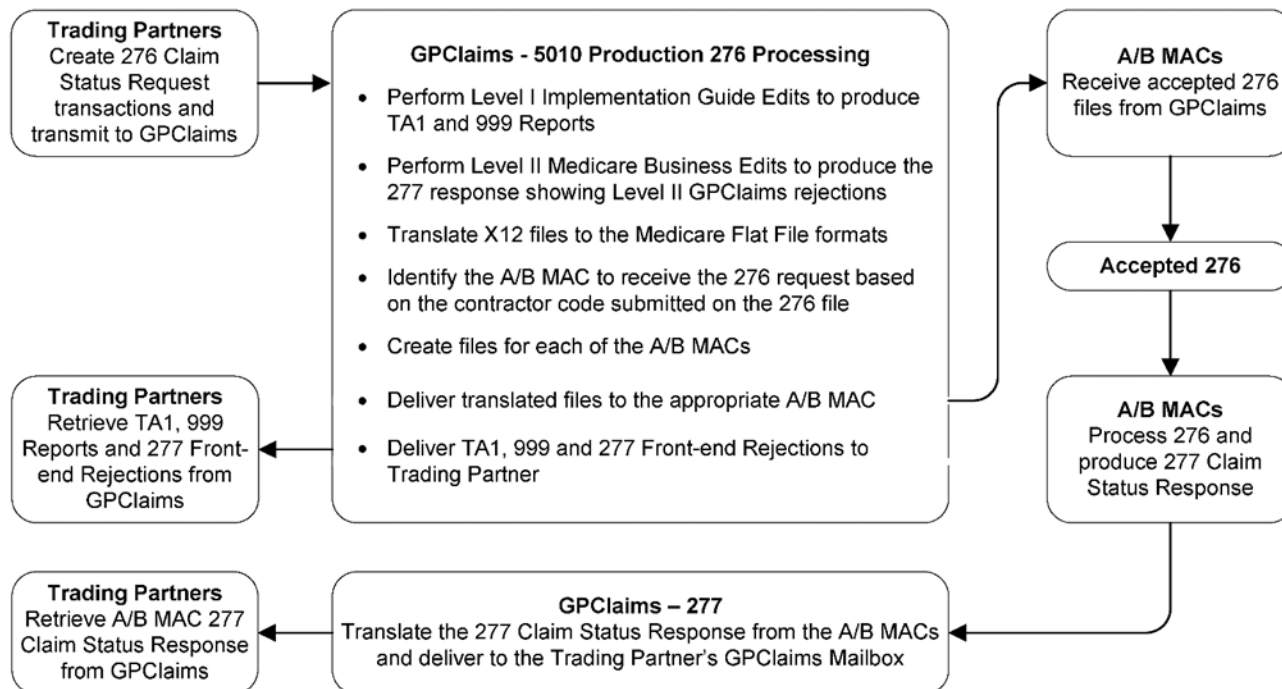 Trading Partners
Create 276 Claim
Status Request
transactions and
transmit to GPClaims
GPClaims - 5010 Production 276 Processing
• Perform Level I Implementation Guide Edits to produce
TA1 and 999 Reports
• Perform Level II Medicare Business Edits to produce the
277 response showing Level II GPClaims rejections
• Translate X12 files to the Medicare Flat File formats
• Identify the A/B MAC to receive the 276 request based
on the contractor code submitted on the 276 file
• Create files for each of the A/B MACs
• Deliver translated files to the appropriate A/B MAC
• Deliver TA1, 999 and 277 Front-end Rejections to
Trading Partner
A/B MACs
Receive accepted 276
files from GPClaims
Accepted 276
A/B MACs
Process 276 and
produce 277 Claim
Status Response
Trading Partners
Retrieve TA1, 999
Reports and 277 Front-
end Rejections from
GPClaims
GPClaims – 277
Translate the 277 Claim Status Response from the A/B MACs
and deliver to the Trading Partner's GPClaims Mailbox
Trading Partners
Retrieve A/B MAC 277
Claim Status Response
from GPClaims